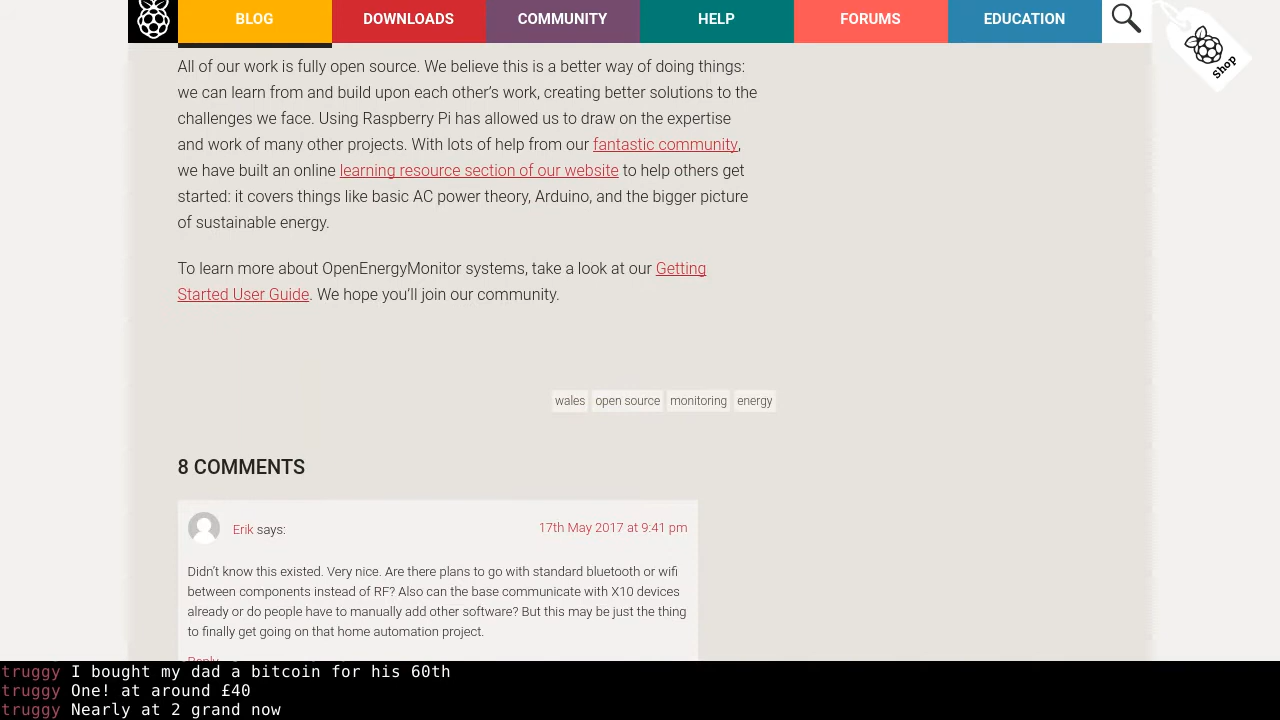 BLOG DOWNLOADS COMMUNITY HELP FORUMS EDUCATION
Shop
All of our work is fully open source. We believe this is a better way of doing things:
we can learn from and build upon each other’s work, creating better solutions to the
challenges we face. Using Raspberry Pi has allowed us to draw on the expertise
and work of many other projects. With lots of help from our fantastic community,
we have built an online learning resource section of our website to help others get
started: it covers things like basic AC power theory, Arduino, and the bigger picture
of sustainable energy.
To learn more about OpenEnergyMonitor systems, take a look at our Getting
Started User Guide. We hope you’ll join our community.
wales open source monitoring energy
8 COMMENTS
Erik says: 17th May 2017 at 9:41 pm
Didn’t know this existed. Very nice. Are there plans to go with standard bluetooth or wifi
between components instead of RF? Also can the base communicate with X10 devices
already or do people have to manually add other software? But this may be just the thing
to finally get going on that home automation project.
Reply
truggy I bought my dad a bitcoin for his 60th
truggy One! at around £40
truggy Nearly at 2 grand now